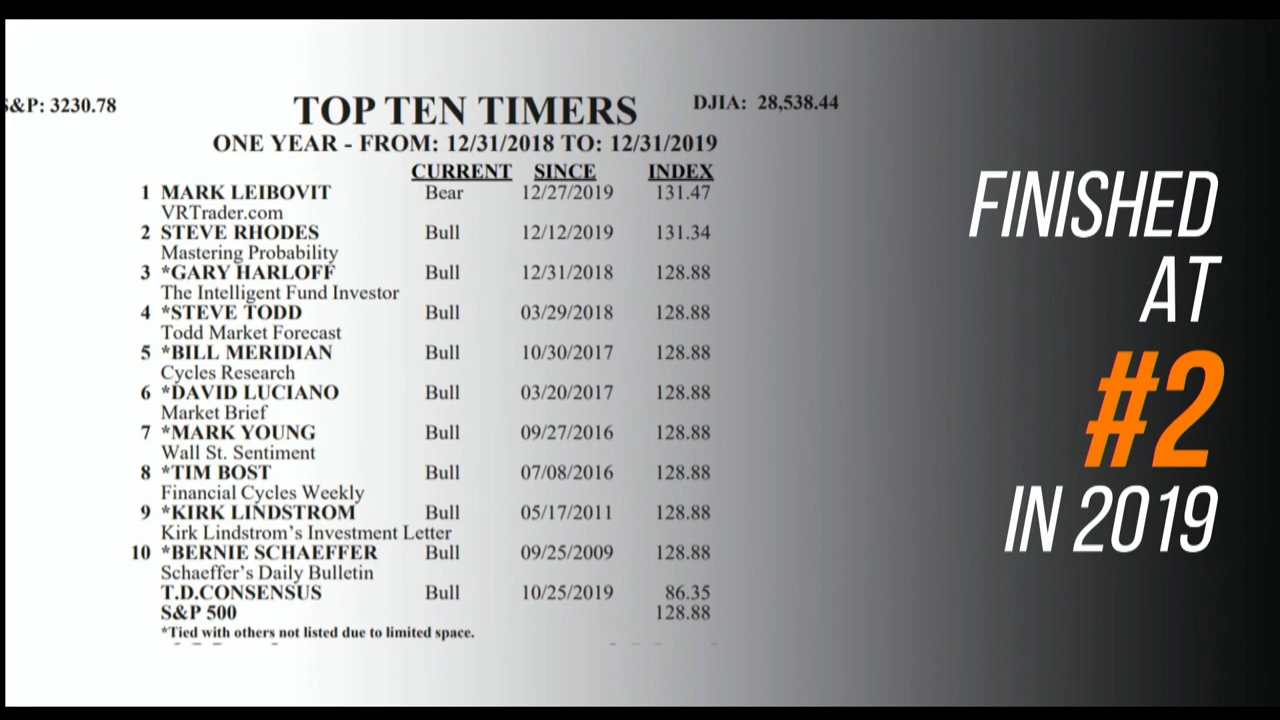 S&P: 3230.78
TOP TEN TIMERS
DJIA: 28,538.44
ONE YEAR - FROM: 12/31/2018 TO: 12/31/2019
CURRENT SINCE INDEX
1 MARK LEIBOVIT Bear 12/27/2019 131.47
VRTrader.com
2 STEVE RHODES Bull 12/12/2019 131.34
Mastering Probability
3 *GARY HARLOFF Bull 12/31/2018 128.88
The Intelligent Fund Investor
4 *STEVE TODD Bull 03/29/2018 128.88
Todd Market Forecast
5 *BILL MERIDIAN Bull 10/30/2017 128.88
Cycles Research
6 *DAVID LUCIANO Bull 03/20/2017 128.88
Market Brief
7 *MARK YOUNG Bull 09/27/2016 128.88
Wall St. Sentiment
8 *TIM BOST Bull 07/08/2016 128.88
Financial Cycles Weekly
9 *KIRK LINDSTROM Bull 05/17/2011 128.88
Kirk Lindstrom's Investment Letter
10 *BERNIE SCHAEFFER Bull 09/25/2009 128.88
Schaeffer's Daily Bulletin
T.D.CONSENSUS Bull 10/25/2019 86.35
S&P 500 128.88
*Tied with others not listed due to limited space.
FINISHED
AT
#2
IN 2019